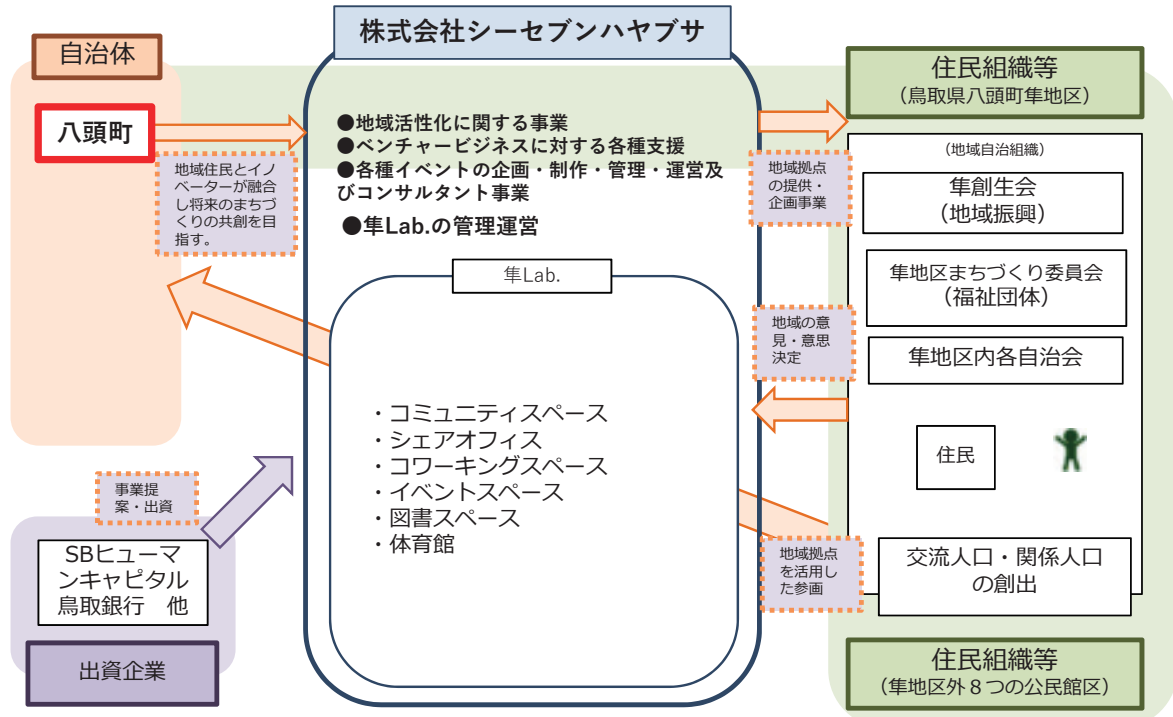 株式会社シーセブンハヤブサ
自治体
八頭町
地域住民とイノ
ベーターが融合
し将来のまちづ
くりの共創を目
指す。
●地域活性化に関する事業
●ベンチャービジネスに対する各種支援
●各種イベントの企画・制作・管理・運営及
びコンサルタント事業
●隼Lab.の管理運営
隼Lab.
・コミュニティスペース
・シェアオフィス
・コワーキングスペース
・イベントスペース
・図書スペース
・体育館
事業提
案・出資
SBヒューマ
ンキャピタル
鳥取銀行　他
出資企業
地域拠点
の提供・
企画事業
地域の意
見・意思
決定
地域拠点
を活用し
た参画
住民組織等
（鳥取県八頭町隼地区）
（地域自治組織）
隼創生会
（地域振興）
隼地区まちづくり委員会
（福祉団体）
隼地区内各自治会
住民
交流人口・関係人口
の創出
住民組織等
（隼地区外８つの公民館区）